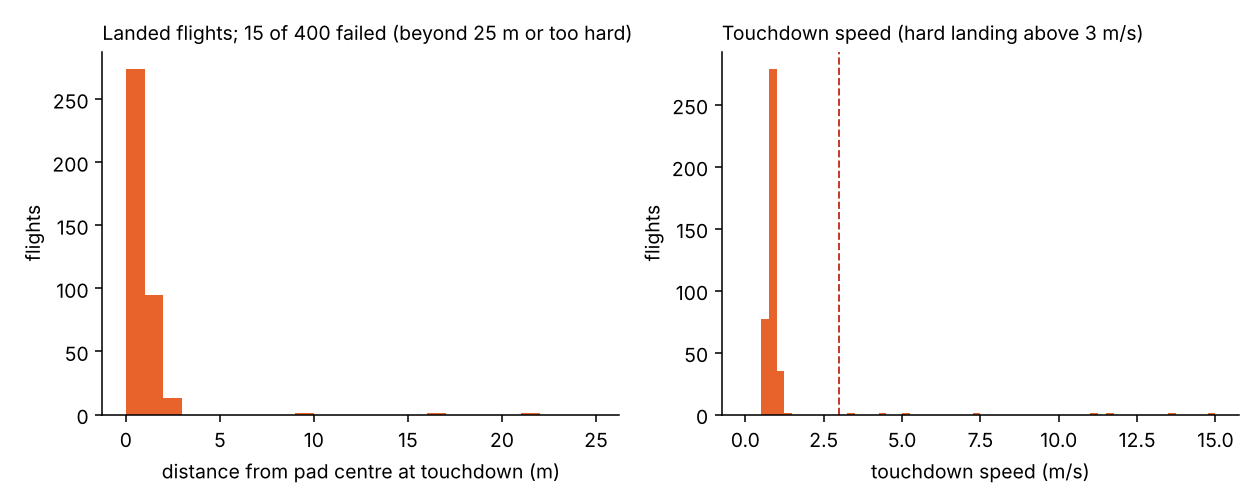 Landed flights; 15 of 400 failed (beyond 25 m or too hard)
flights
250
200
150
100
50
0
0 5 10 15 20 25
distance from pad centre at touchdown (m)
Touchdown speed (hard landing above 3 m/s)
flights
250
200
150
100
50
0
0.0 2.5 5.0 7.5 10.0 12.5 15.0
touchdown speed (m/s)